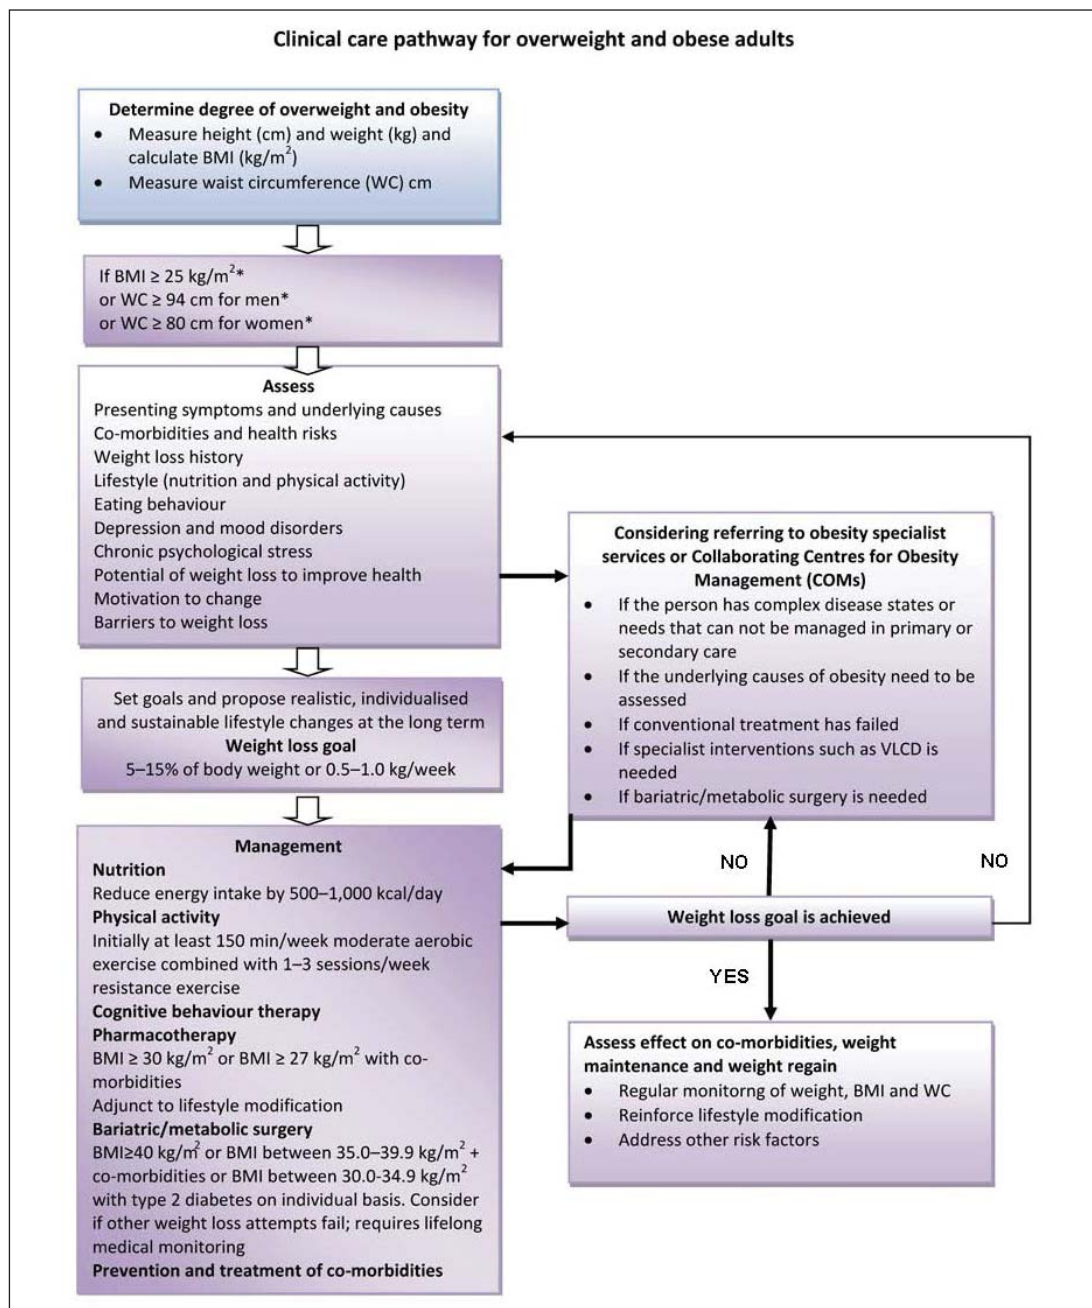 Clinical care pathway for overweight and obese adults
Determine degree of overweight and obesity
• Measure height (cm) and weight (kg) and
calculate BMI (kg/m²)
• Measure waist circumference (WC) cm
If BMI ≥ 25 kg/m²*
or WC ≥ 94 cm for men*
or WC ≥ 80 cm for women*
Assess
Presenting symptoms and underlying causes
Co-morbidities and health risks
Weight loss history
Lifestyle (nutrition and physical activity)
Eating behaviour
Depression and mood disorders
Chronic psychological stress
Potential of weight loss to improve health
Motivation to change
Barriers to weight loss
Considering referring to obesity specialist
services or Collaborating Centres for Obesity
Management (COMs)
• If the person has complex disease states or
needs that can not be managed in primary or
secondary care
• If the underlying causes of obesity need to be
assessed
• If conventional treatment has failed
• If specialist interventions such as VLCD is
needed
• If bariatric/metabolic surgery is needed
Set goals and propose realistic, individualised
and sustainable lifestyle changes at the long term
Weight loss goal
5–15% of body weight or 0.5–1.0 kg/week
Management
Nutrition
Reduce energy intake by 500–1,000 kcal/day
Physical activity
Initially at least 150 min/week moderate aerobic
exercise combined with 1–3 sessions/week
resistance exercise
Cognitive behaviour therapy
Pharmacotherapy
BMI ≥ 30 kg/m² or BMI ≥ 27 kg/m² with co-
morbidities
Adjunct to lifestyle modification
Bariatric/metabolic surgery
BMI≥40 kg/m² or BMI between 35.0–39.9 kg/m² +
co-morbidities or BMI between 30.0-34.9 kg/m²
with type 2 diabetes on individual basis. Consider
if other weight loss attempts fail; requires lifelong
medical monitoring
Prevention and treatment of co-morbidities
NO
NO
Weight loss goal is achieved
YES
Assess effect on co-morbidities, weight
maintenance and weight regain
• Regular monitorng of weight, BMI and WC
• Reinforce lifestyle modification
• Address other risk factors